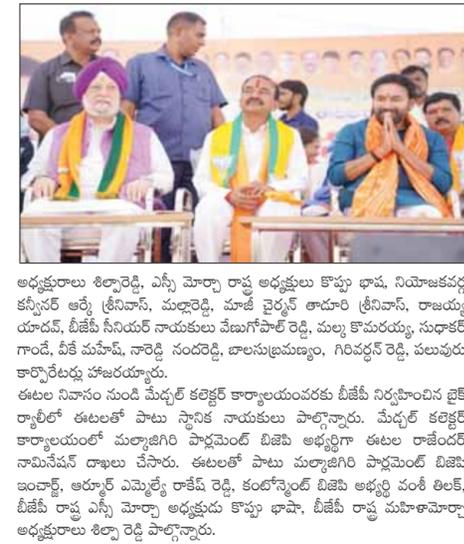 అధ్యక్షురాలు శిల్పారెడ్డి, ఎస్సీ మోర్చా రాష్ట్ర అధ్యక్షులు కొప్పు భాష, నియోజకవర్గ
కన్వీనర్ ఆర్కే శ్రీనివాస్, మల్లారెడ్డి, మాజీ చైర్మన్ తాడూరి శ్రీనివాస్, రాజయ్య
యాదవ్, బీజేపీ సీనియర్ నాయకులు వేణుగోపాల్ రెడ్డి, మల్క కొమరయ్య, సుధాకర్
గాండే, వీకే మహేష్, నారెడ్డి నందరెడ్డి, బాలసుబ్రమణ్యం, గిరివర్ధన్ రెడ్డి, పలువురు
కార్పొరేటర్లు హాజరయ్యారు.
ఈటల నివాసం నుండి మేడ్చల్ కలెక్టర్ కార్యాలయంవరకు బీజేపీ నిర్వహించిన బైక్
ర్యాలీలో ఈటలతో పాటు స్థానిక నాయకులు పాల్గొన్నారు. మేడ్చల్ కలెక్టర్
కార్యాలయంలో మల్కాజిగిరి పార్లమెంట్ బిజెపి అభ్యర్థిగా ఈటల రాజేందర్
నామినేషన్ దాఖలు చేసారు. ఈటలతో పాటు మల్కాజిగిరి పార్లమెంట్ బిజెపి
ఇంచార్జ్, ఆర్మూర్ ఎమ్మెల్యే రాకేష్ రెడ్డి, కంటోన్మెంట్ బిజెపి అభ్యర్థి వంశీ తిలక్,
బీజేపీ రాష్ట్ర ఎస్సీ మోర్చా అధ్యక్షుడు కొప్పు భాషా, బీజేపీ రాష్ట్ర మహిళామోర్చా
అధ్యక్షురాలు శిల్పా రెడ్డి పాల్గొన్నారు.